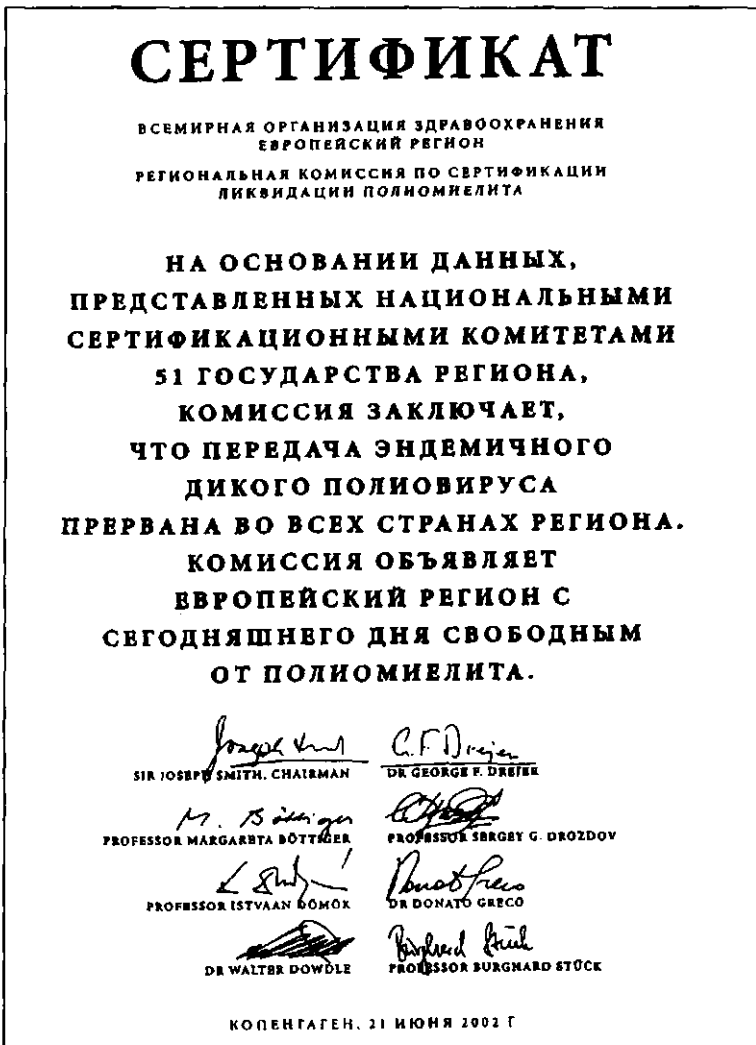 СЕРТИФИКАТ
ВСЕМИРНАЯ ОРГАНИЗАЦИЯ ЗДРАВООХРАНЕНИЯ
ЕВРОПЕЙСКИЙ РЕГИОН
РЕГИОНАЛЬНАЯ КОМИССИЯ ПО СЕРТИФИКАЦИИ
ЛИКВИДАЦИИ ПОЛИОМИЕЛИТА
НА ОСНОВАНИИ ДАННЫХ,
ПРЕДСТАВЛЕННЫХ НАЦИОНАЛЬНЫМИ
СЕРТИФИКАЦИОННЫМИ КОМИТЕТАМИ
51 ГОСУДАРСТВА РЕГИОНА,
КОМИССИЯ ЗАКЛЮЧАЕТ,
ЧТО ПЕРЕДАЧА ЭНДЕМИЧНОГО
ДИКОГО ПОЛИОВИРУСА
ПРЕРВАНА ВО ВСЕХ СТРАНАХ РЕГИОНА.
КОМИССИЯ ОБЪЯВЛЯЕТ
ЕВРОПЕЙСКИЙ РЕГИОН С
СЕГОДНЯШНЕГО ДНЯ СВОБОДНЫМ
ОТ ПОЛИОМИЕЛИТА.
SIR JOSEPH SMITH, CHAIRMAN DR GEORGE F. DREJER
PROFESSOR MARGARETA BÖTTIGER PROFESSOR SERGEY G. DROZDOV
PROFESSOR ISTVAAN DÖMÖK DR DONATO GRECO
DR WALTER DOWDLE PROFESSOR BURGHARD STÜCK
КОПЕНГАГЕН, 21 ИЮНЯ 2002 Г